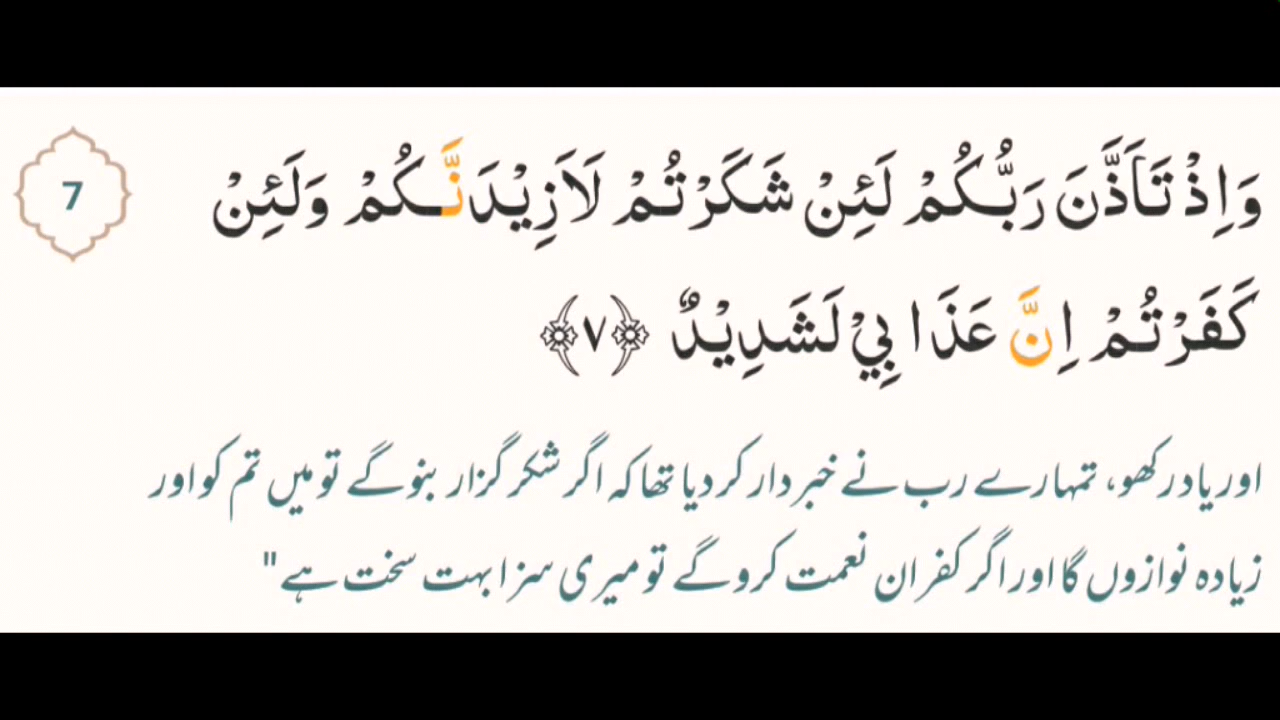 7
وَاِذۡ تَاَذَّنَ رَبُّكُمۡ لَئِنۡ شَكَرۡتُمۡ لَاَزِيۡدَنَّـكُمۡ وَلَئِنۡ
كَفَرۡتُمۡ اِنَّ عَذَابِىۡ لَشَدِيۡدٌ ﴿۷﴾
اور یاد رکھو، تمہارے رب نے خبردار کر دیا تھا کہ اگر شکر گزار بنو گے تو میں تم کو اور
زیادہ نوازوں گا اور اگر کفران نعمت کرو گے تو میری سزا بہت سخت ہے"